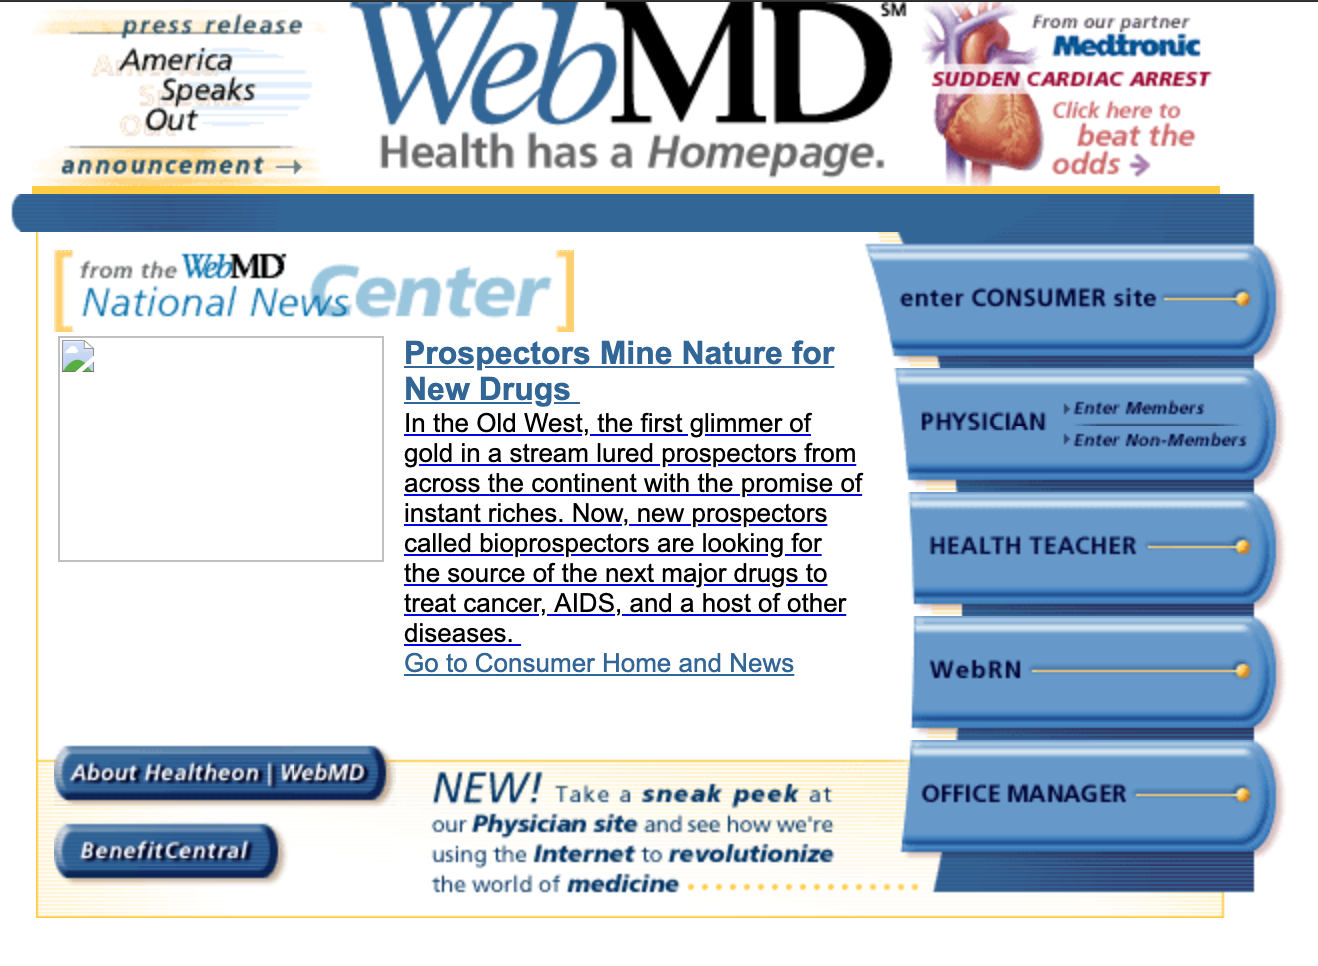 press release
America
Speaks
Out
announcement
WebMD SM
Health has a Homepage.
From our partner
Medtronic
SUDDEN CARDIAC ARREST
Click here to
beat the
odds
from the WebMD
National News Center
Prospectors Mine Nature for
New Drugs
In the Old West, the first glimmer of
gold in a stream lured prospectors from
across the continent with the promise of
instant riches. Now, new prospectors
called bioprospectors are looking for
the source of the next major drugs to
treat cancer, AIDS, and a host of other
diseases.
Go to Consumer Home and News
enter CONSUMER site
PHYSICIAN
Enter Members
Enter Non-Members
HEALTH TEACHER
WebRN
OFFICE MANAGER
About Healtheon | WebMD
BenefitCentral
NEW! Take a sneak peek at
our Physician site and see how we're
using the Internet to revolutionize
the world of medicine